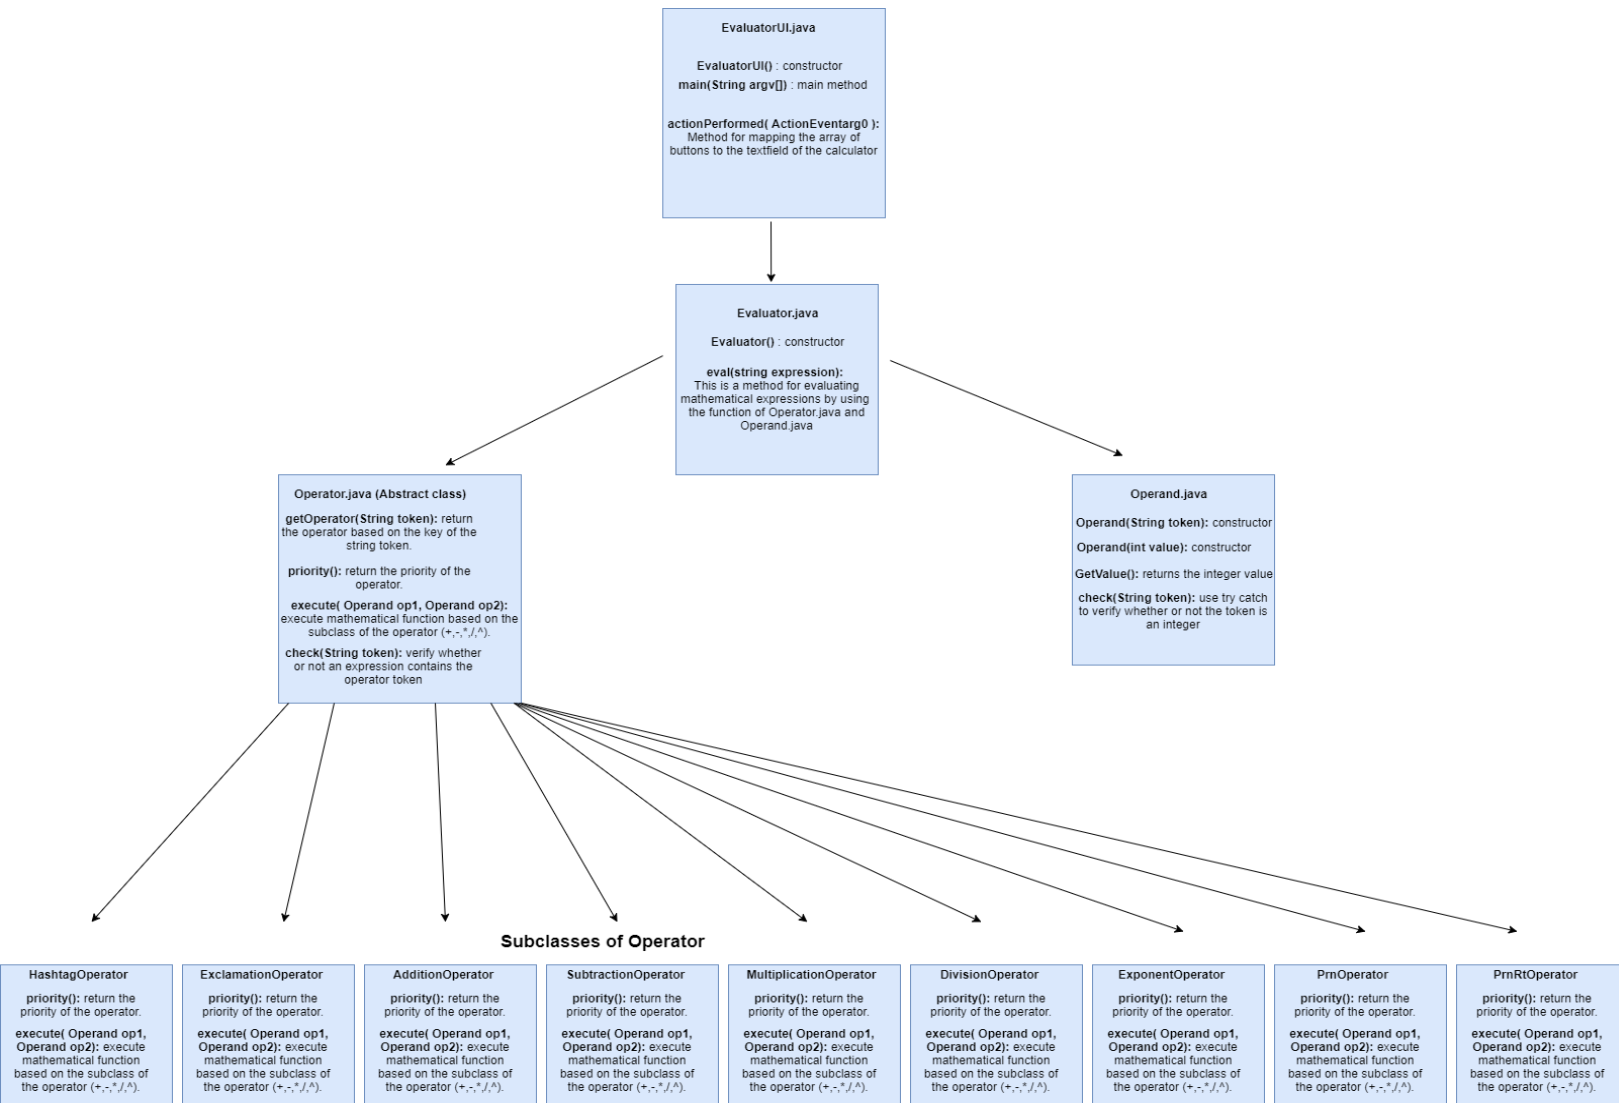 EvaluatorUI.java
EvaluatorUI() : constructor
main(String argv[]) : main method
actionPerformed( ActionEventarg0 ):
Method for mapping the array of
buttons to the textfield of the calculator
Evaluator.java
Evaluator() : constructor
eval(string expression):
This is a method for evaluating
mathematical expressions by using
the function of Operator.java and
Operand.java
Operator.java (Abstract class)
getOperator(String token): return
the operator based on the key of the
string token.
priority(): return the priority of the
operator.
execute( Operand op1, Operand op2):
execute mathematical function based on the
subclass of the operator (+,-,*,/,^).
check(String token): verify whether
or not an expression contains the
operator token
Operand.java
Operand(String token): constructor
Operand(int value): constructor
GetValue(): returns the integer value
check(String token): use try catch
to verify whether or not the token is
an integer
Subclasses of Operator
HashtagOperator
priority(): return the
priority of the operator.
execute( Operand op1,
Operand op2): execute
mathematical function
based on the subclass of
the operator (+,-,*,/,^).
ExclamationOperator
priority(): return the
priority of the operator.
execute( Operand op1,
Operand op2): execute
mathematical function
based on the subclass of
the operator (+,-,*,/,^).
AdditionOperator
priority(): return the
priority of the operator.
execute( Operand op1,
Operand op2): execute
mathematical function
based on the subclass of
the operator (+,-,*,/,^).
SubtractionOperator
priority(): return the
priority of the operator.
execute( Operand op1,
Operand op2): execute
mathematical function
based on the subclass of
the operator (+,-,*,/,^).
MultiplicationOperator
priority(): return the
priority of the operator.
execute( Operand op1,
Operand op2): execute
mathematical function
based on the subclass of
the operator (+,-,*,/,^).
DivisionOperator
priority(): return the
priority of the operator.
execute( Operand op1,
Operand op2): execute
mathematical function
based on the subclass of
the operator (+,-,*,/,^).
ExponentOperator
priority(): return the
priority of the operator.
execute( Operand op1,
Operand op2): execute
mathematical function
based on the subclass of
the operator (+,-,*,/,^).
PrnOperator
priority(): return the
priority of the operator.
execute( Operand op1,
Operand op2): execute
mathematical function
based on the subclass of
the operator (+,-,*,/,^).
PrnRtOperator
priority(): return the
priority of the operator.
execute( Operand op1,
Operand op2): execute
mathematical function
based on the subclass of
the operator (+,-,*,/,^).